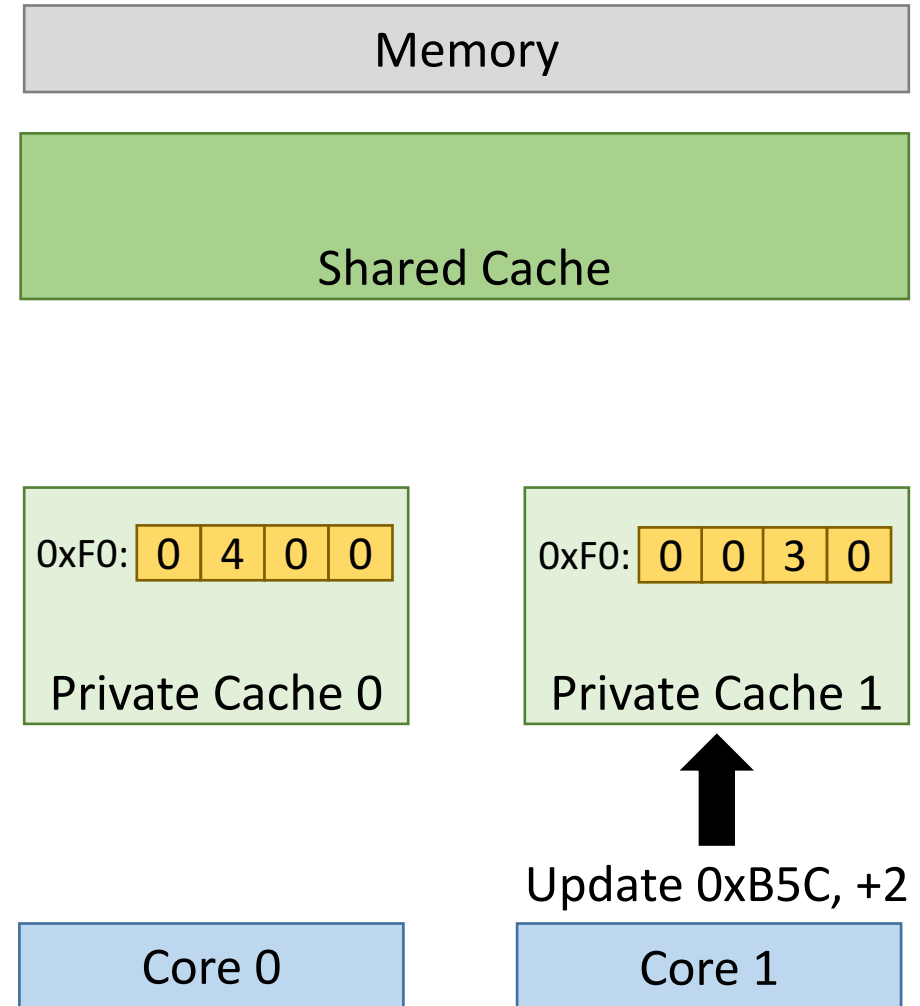 Memory
Shared Cache
0xF0: 0 4 0 0
0xF0: 0 0 3 0
Private Cache 0
Private Cache 1
Update 0xB5C, +2
Core 0
Core 1